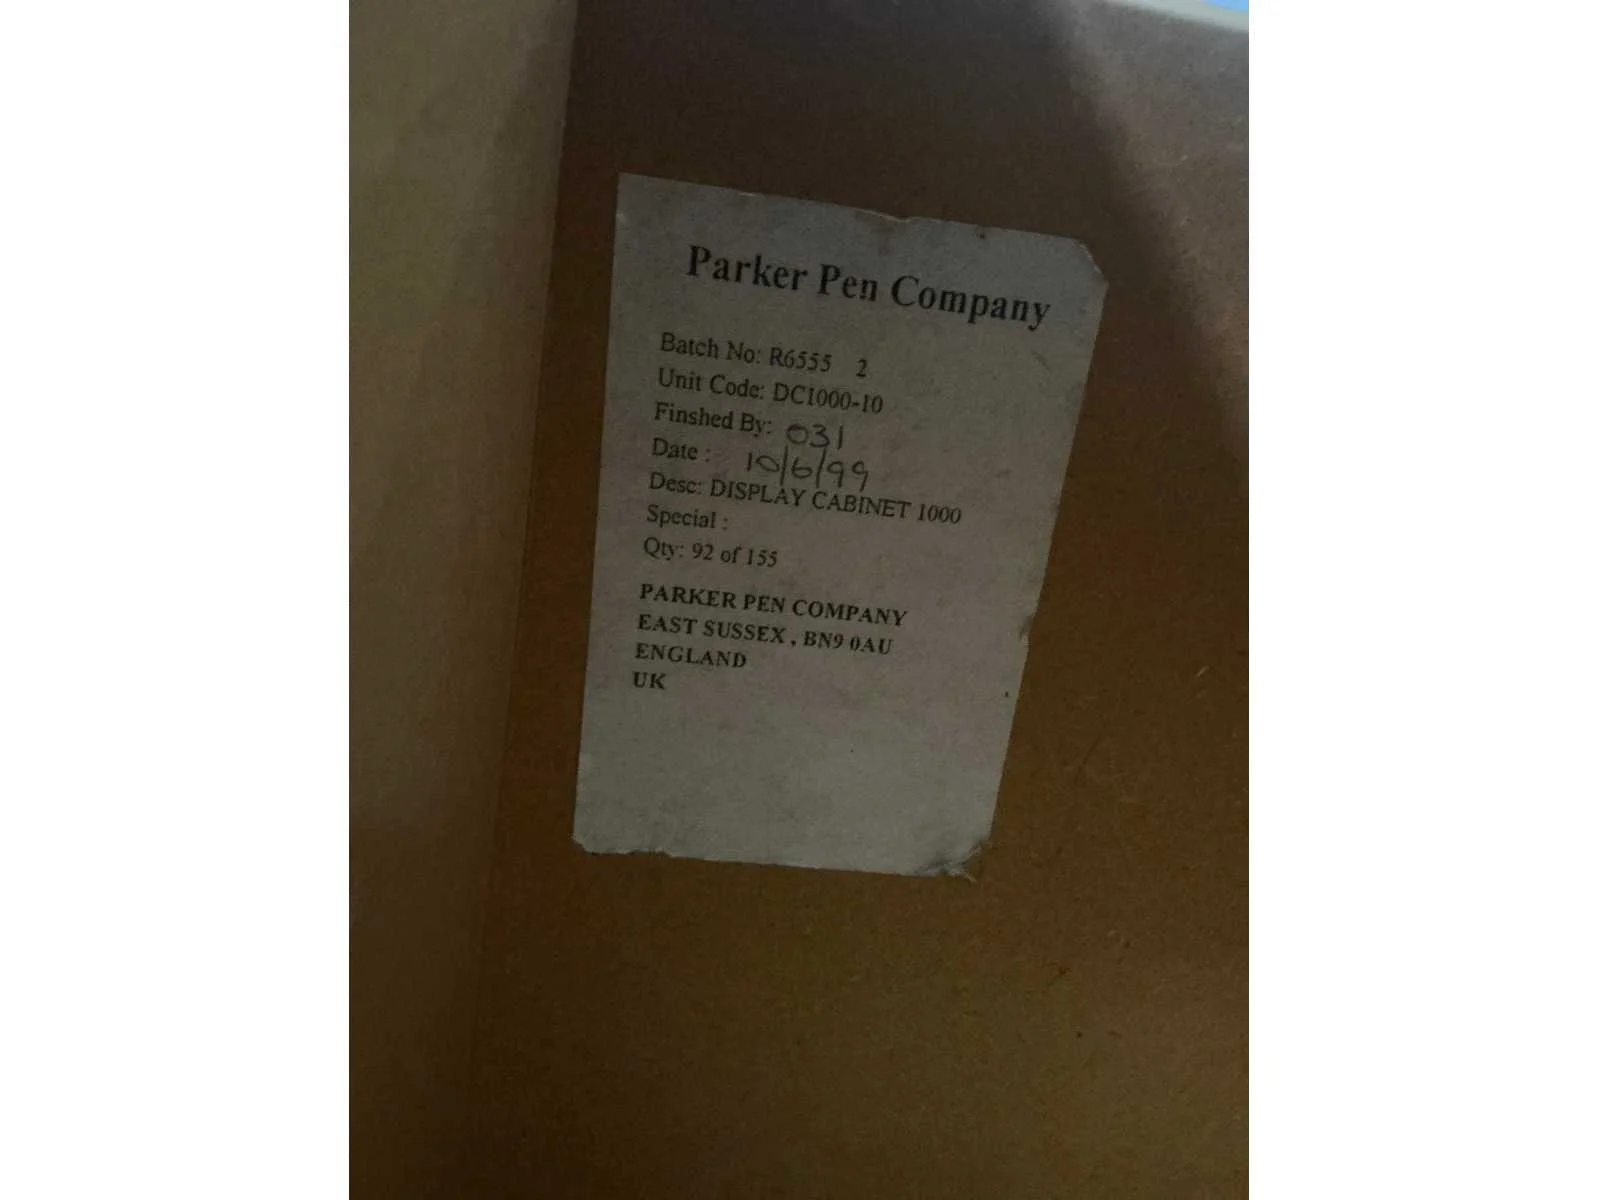 Parker Pen Company
Batch No: R6555 2
Unit Code: DC1000-10
Finshed By: 031
Date : 10/6/99
Desc: DISPLAY CABINET 1000
Special :
Qty: 92 of 155
PARKER PEN COMPANY
EAST SUSSEX , BN9 0AU
ENGLAND
UK